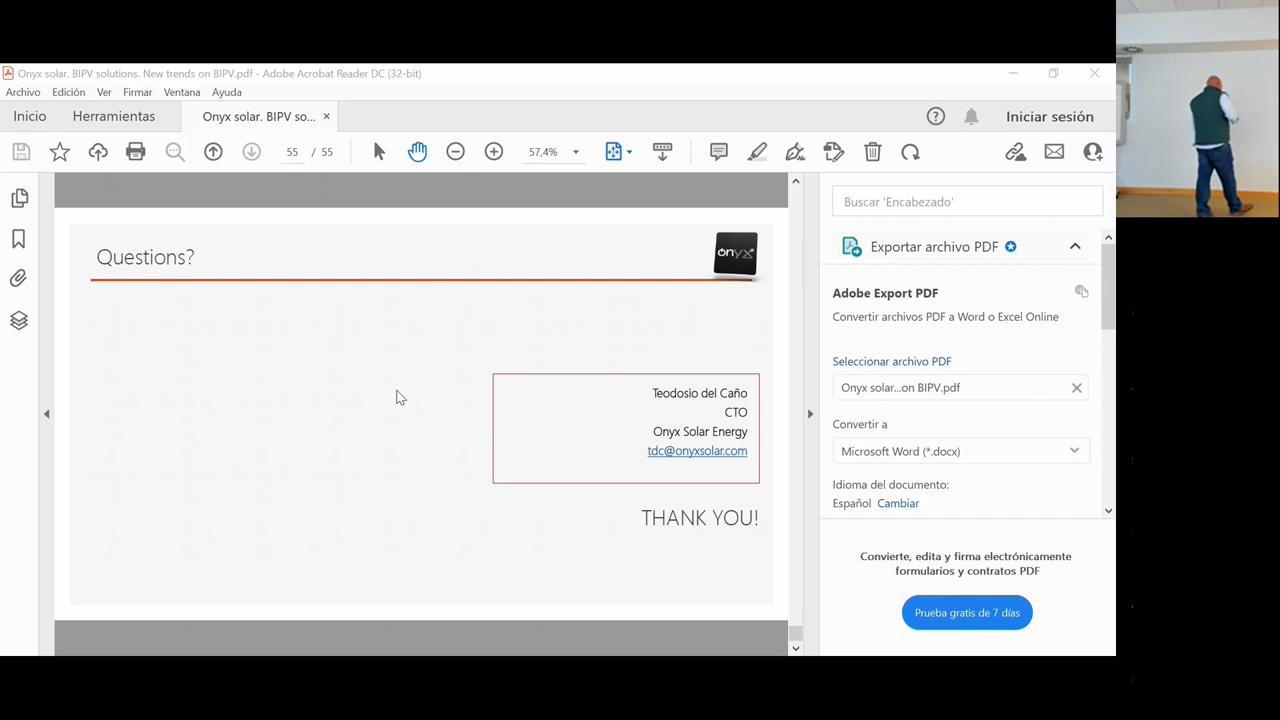 Onyx solar. BIPV solutions. New trends on BIPV.pdf - Adobe Acrobat Reader DC (32-bit)
Archivo Edición Ver Firmar Ventana Ayuda
Inicio Herramientas Onyx solar. BIPV so... × Iniciar sesión
55 / 55 57,4%
Questions?
onyx
Teodosio del Caño
CTO
Onyx Solar Energy
tdc@onyxsolar.com
THANK YOU!
Buscar 'Encabezado'
Exportar archivo PDF
Adobe Export PDF
Convertir archivos PDF a Word o Excel Online
Seleccionar archivo PDF
Onyx solar...on BIPV.pdf
Convertir a
Microsoft Word (*.docx)
Idioma del documento:
Español Cambiar
Convierte, edita y firma electrónicamente
formularios y contratos PDF
Prueba gratis de 7 días